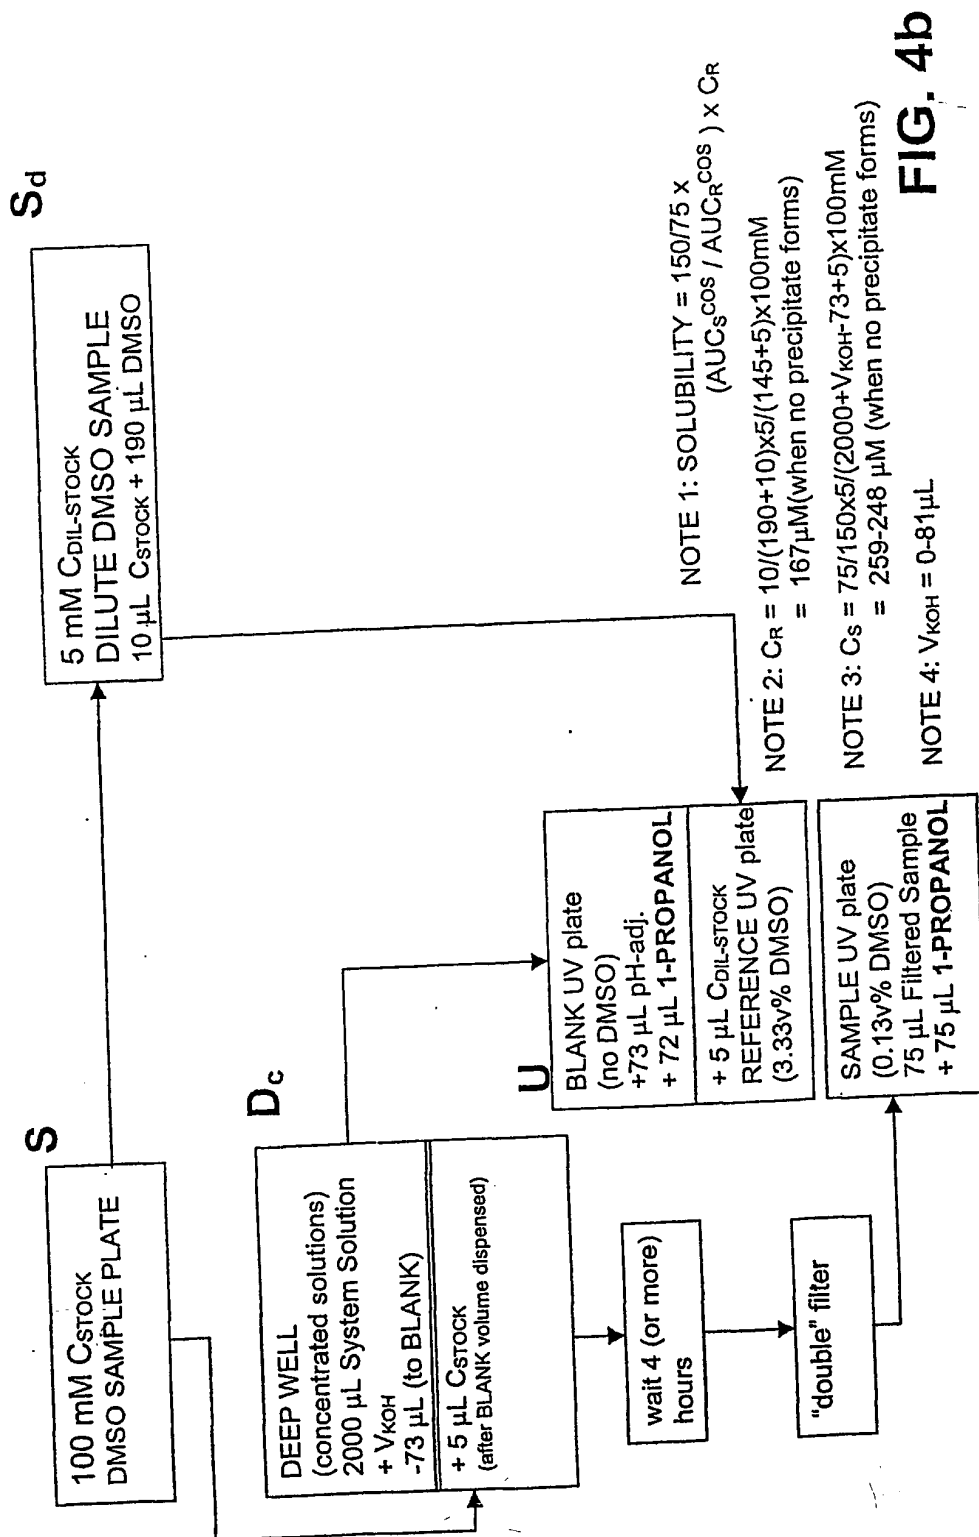 S
100 mM CSTOCK
DMSO SAMPLE PLATE
Sd
5 mM CDIL-STOCK
DILUTE DMSO SAMPLE
10 µL CSTOCK + 190 µL DMSO
Dc
DEEP WELL
(concentrated solutions)
2000 µL System Solution
+ VKOH
-73 µL (to BLANK)
+ 5 µL CSTOCK
(after BLANK volume dispensed)
wait 4 (or more)
hours
"double" filter
U
BLANK UV plate
(no DMSO)
+73 µL pH-adj.
+ 72 µL 1-PROPANOL
+ 5 µL CDIL-STOCK
REFERENCE UV plate
(3.33v% DMSO)
SAMPLE UV plate
(0.13v% DMSO)
75 µL Filtered Sample
+ 75 µL 1-PROPANOL
NOTE 1: SOLUBILITY = 150/75 x
(AUCS^COS / AUCR^COS ) x CR
NOTE 2: CR = 10/(190+10)x5/(145+5)x100mM
= 167µM(when no precipitate forms)
NOTE 3: CS = 75/150x5/(2000+VKOH-73+5)x100mM
= 259-248 µM (when no precipitate forms)
NOTE 4: VKOH = 0-81µL
FIG. 4b